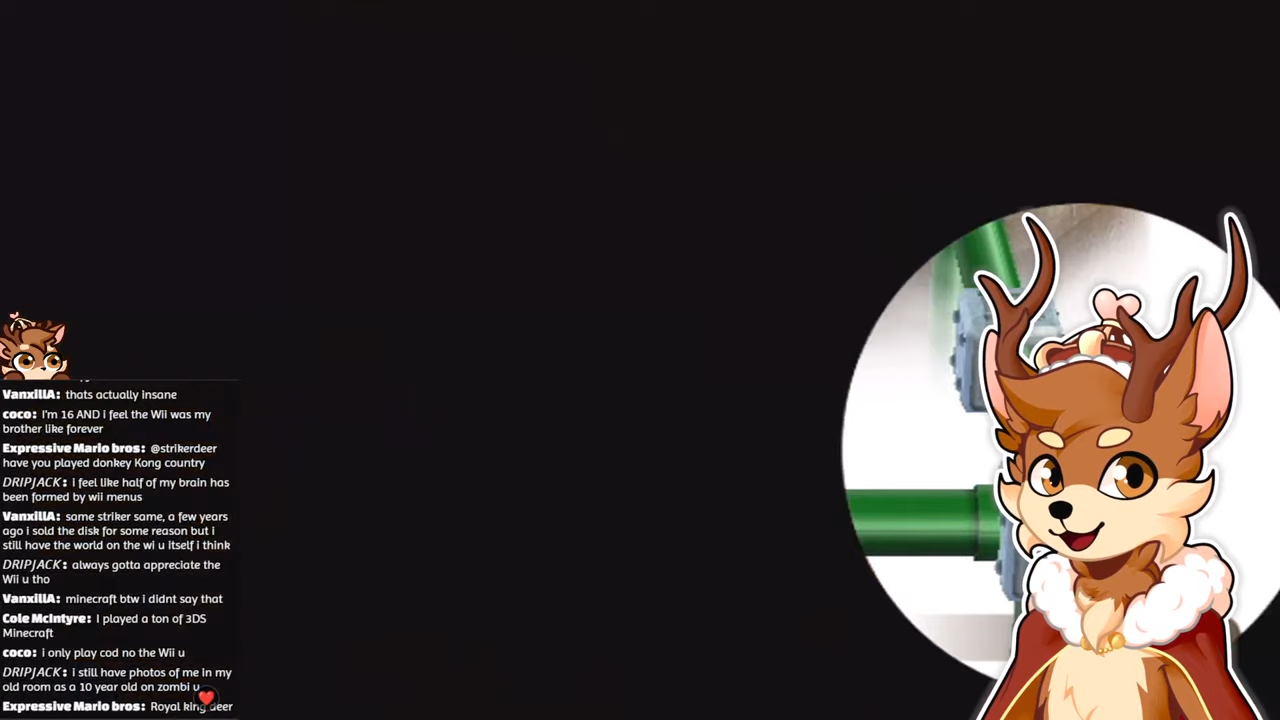 VanxillA: thats actually insane
coco: I'm 16 AND i feel the Wii was my
brother like forever
Expressive Mario bros: @strikerdeer
have you played donkey Kong country
DRIPJACK: i feel like half of my brain has
been formed by wii menus
VanxillA: same striker same, a few years
ago i sold the disk for some reason but i
still have the world on the wi u itself i think
DRIPJACK: always gotta appreciate the
Wii u tho
VanxillA: minecraft btw i didnt say that
Cole McIntyre: I played a ton of 3DS
Minecraft
coco: i only play cod no the Wii u
DRIPJACK: i still have photos of me in my
old room as a 10 year old on zombi u
Expressive Mario bros: Royal king deer